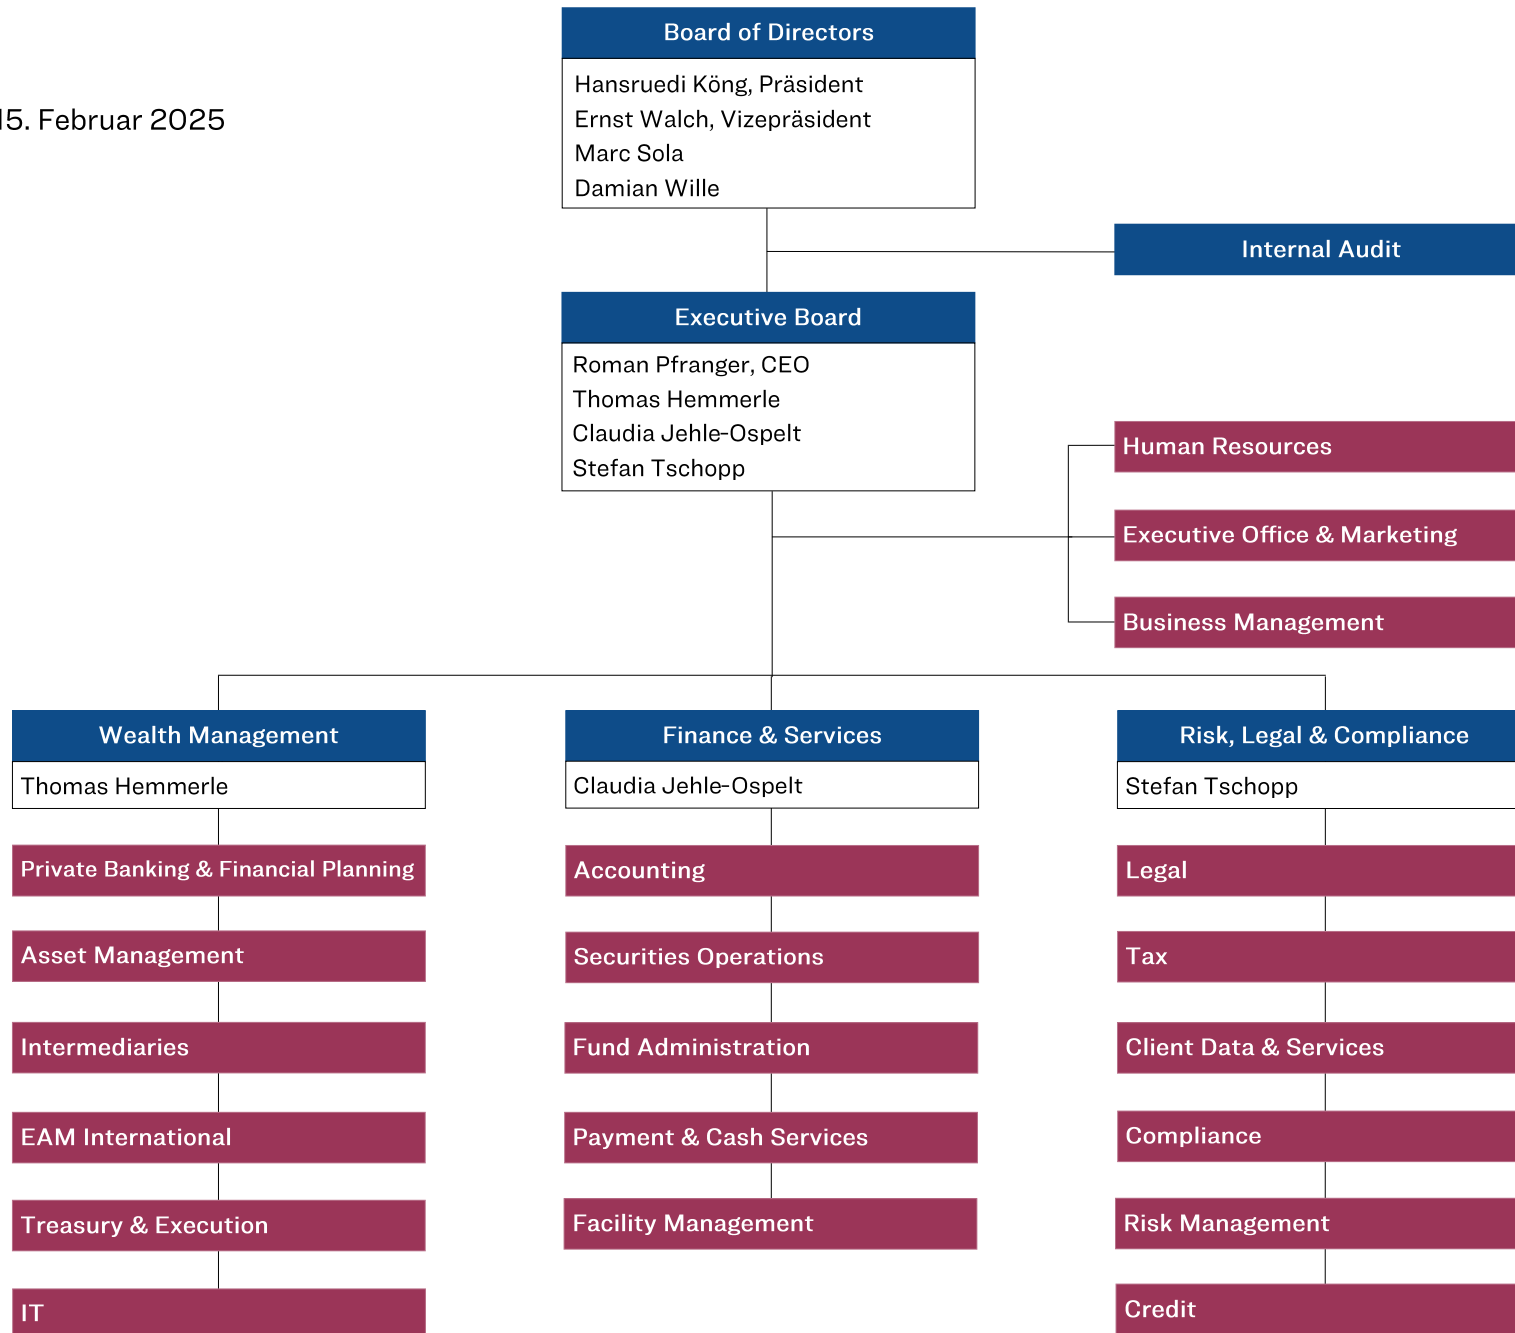 Board of Directors
Hansruedi Köng, Präsident
Ernst Walch, Vizepräsident
Marc Sola
Damian Wille
15. Februar 2025
Internal Audit
Executive Board
Roman Pfranger, CEO
Thomas Hemmerle
Claudia Jehle-Ospelt
Stefan Tschopp
Human Resources
Executive Office & Marketing
Business Management
Wealth Management
Thomas Hemmerle
Private Banking & Financial Planning
Asset Management
Intermediaries
EAM International
Treasury & Execution
IT
Finance & Services
Claudia Jehle-Ospelt
Accounting
Securities Operations
Fund Administration
Payment & Cash Services
Facility Management
Risk, Legal & Compliance
Stefan Tschopp
Legal
Tax
Client Data & Services
Compliance
Risk Management
Credit